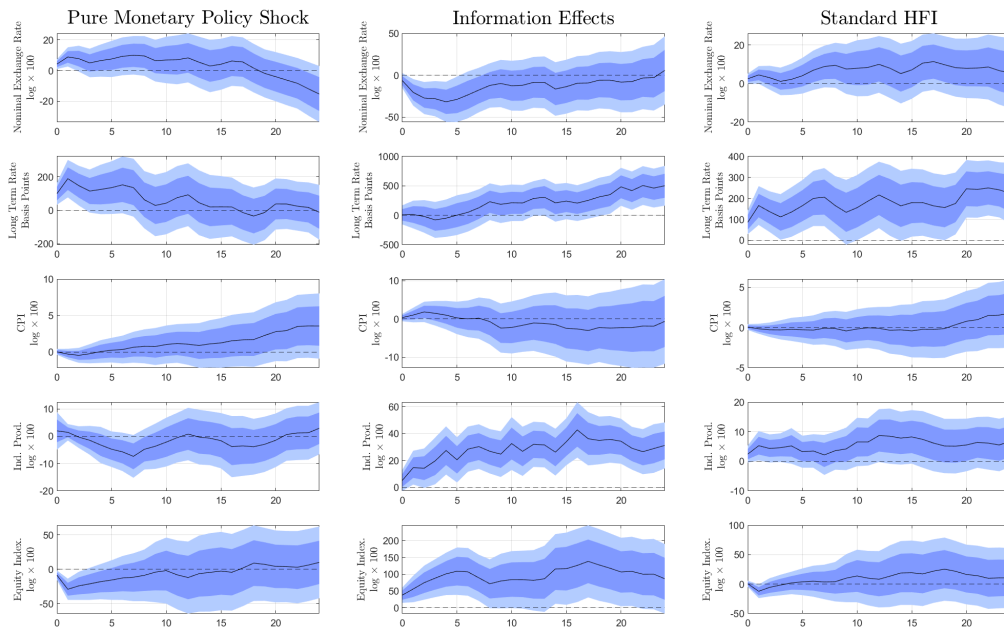 Pure Monetary Policy Shock
Information Effects
Standard HFI
Nominal Exchange Rate
log × 100
20
0
-20
0 5 10 15 20
Nominal Exchange Rate
log × 100
50
0
-50
0 5 10 15 20
Nominal Exchange Rate
log × 100
20
0
-20
0 5 10 15 20
Long Term Rate
Basis Points
200
0
-200
0 5 10 15 20
Long Term Rate
Basis Points
1000
500
0
-500
0 5 10 15 20
Long Term Rate
Basis Points
400
300
200
100
0
0 5 10 15 20
CPI
log × 100
10
5
0
0 5 10 15 20
CPI
log × 100
10
0
-10
0 5 10 15 20
CPI
log × 100
5
0
-5
0 5 10 15 20
Ind. Prod.
log × 100
10
0
-10
-20
0 5 10 15 20
Ind. Prod.
log × 100
60
40
20
0
0 5 10 15 20
Ind. Prod.
log × 100
20
10
0
-10
0 5 10 15 20
Equity Index.
log × 100
50
0
-50
0 5 10 15 20
Equity Index.
log × 100
200
150
100
50
0
0 5 10 15 20
Equity Index.
log × 100
100
50
0
-50
0 5 10 15 20